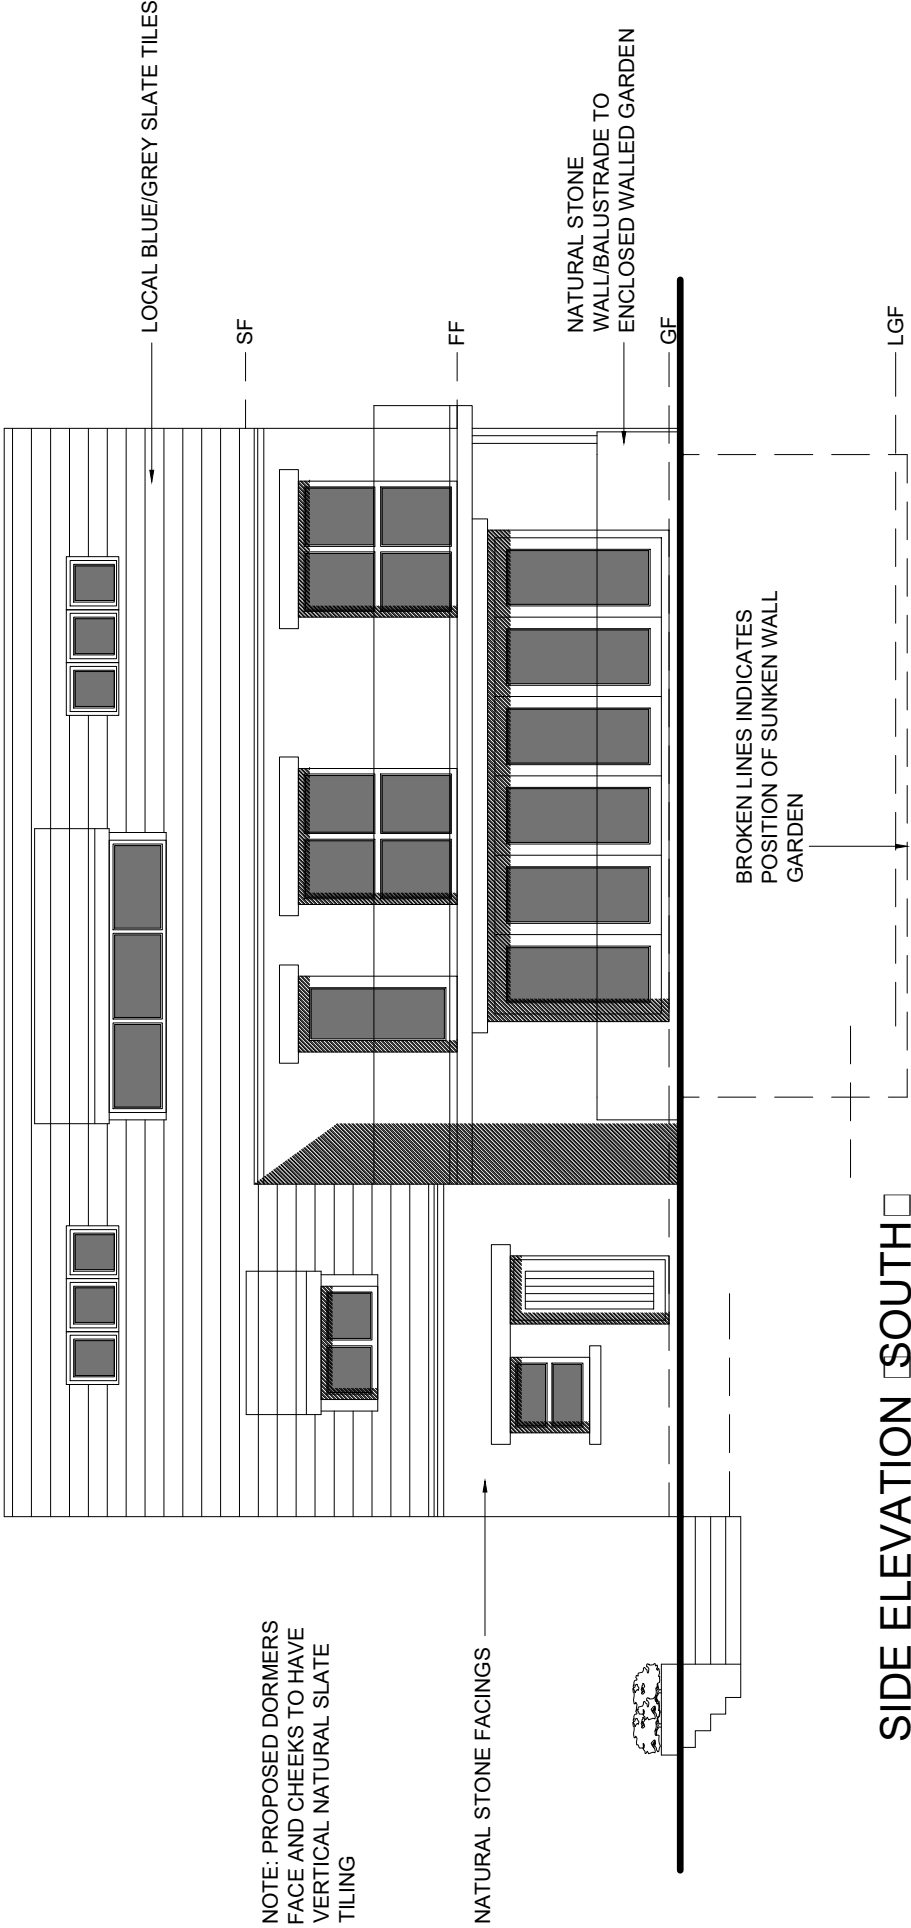 LOCAL BLUE/GREY SLATE TILES
SF
FF
NATURAL STONE
WALL/BALUSTRADE TO
ENCLOSED WALLED GARDEN
GF
LGF
BROKEN LINES INDICATES
POSITION OF SUNKEN WALL
GARDEN
NOTE: PROPOSED DORMERS
FACE AND CHEEKS TO HAVE
VERTICAL NATURAL SLATE
TILING
NATURAL STONE FACINGS
SIDE ELEVATION □SOUTH□